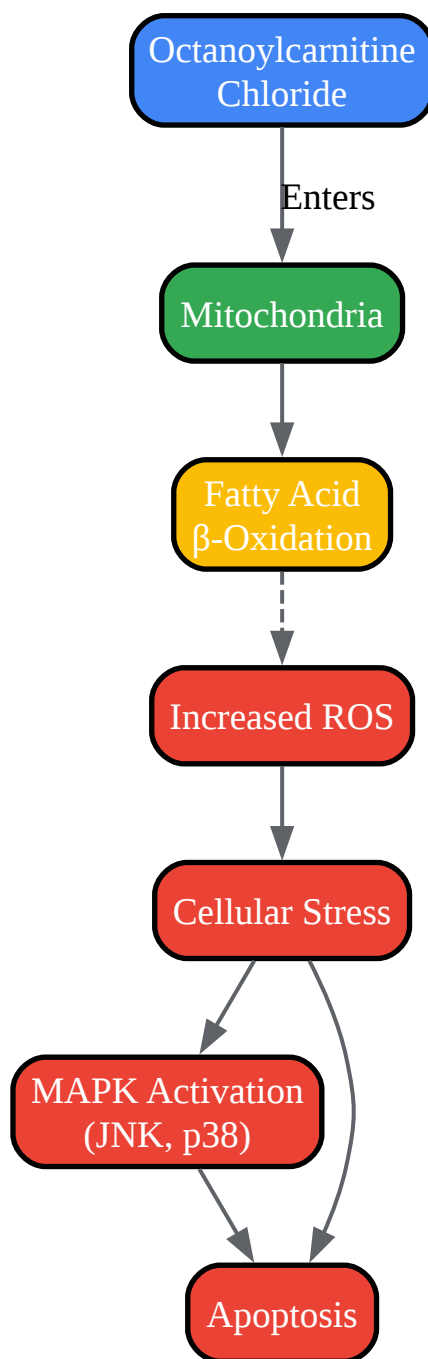 Octanoylcarnitine
Chloride
Enters
Mitochondria
Fatty Acid
β-Oxidation
Increased ROS
Cellular Stress
MAPK Activation
(JNK, p38)
Apoptosis